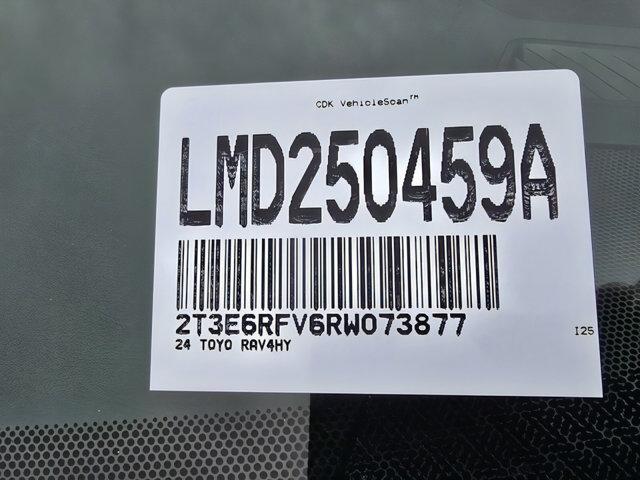 CDK VehicleScan™
LMD250459A
2T3E6RFV6RW073877
24 TOYO RAV4HY
I25